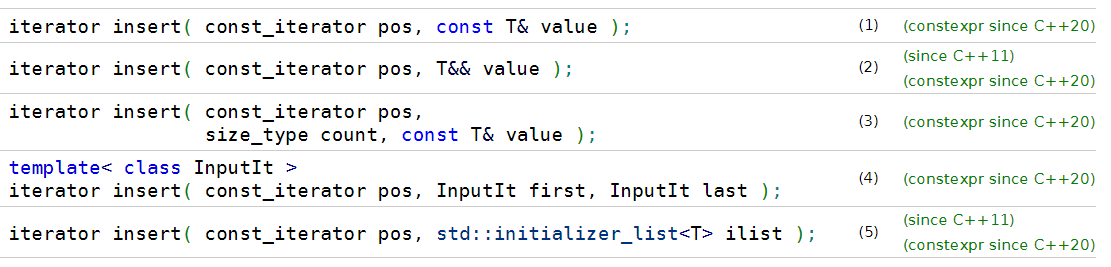 iterator insert( const_iterator pos, const T& value ); (1) (constexpr since C++20)
iterator insert( const_iterator pos, T&& value ); (2) (since C++11)
(constexpr since C++20)
iterator insert( const_iterator pos,
size_type count, const T& value ); (3) (constexpr since C++20)
template< class InputIt >
iterator insert( const_iterator pos, InputIt first, InputIt last ); (4) (constexpr since C++20)
iterator insert( const_iterator pos, std::initializer_list<T> ilist ); (5) (since C++11)
(constexpr since C++20)